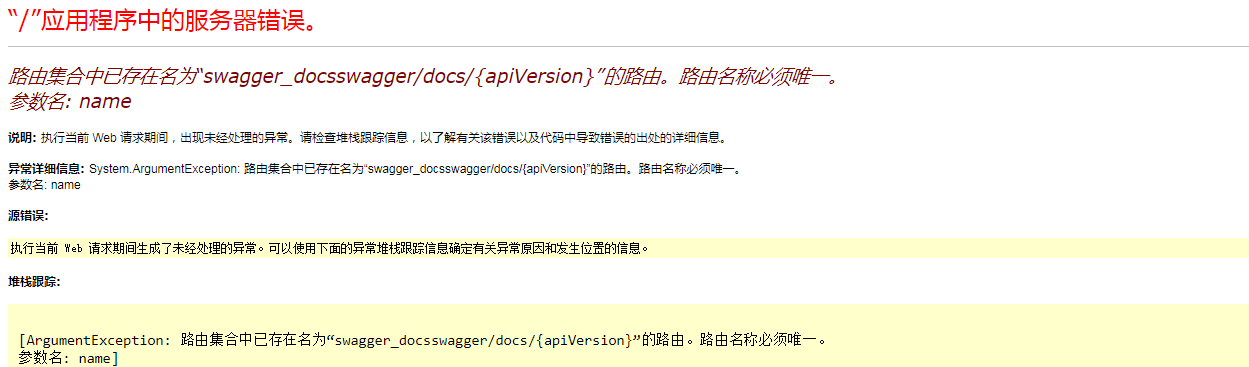 “/”应用程序中的服务器错误。
路由集合中已存在名为“swagger_docsswagger/docs/{apiVersion}”的路由。路由名称必须唯一。
参数名: name
说明: 执行当前 Web 请求期间，出现未经处理的异常。请检查堆栈跟踪信息，以了解有关该错误以及代码中导致错误的出处的详细信息。
异常详细信息: System.ArgumentException: 路由集合中已存在名为“swagger_docsswagger/docs/{apiVersion}”的路由。路由名称必须唯一。
参数名: name
源错误:
执行当前 Web 请求期间生成了未经处理的异常。可以使用下面的异常堆栈跟踪信息确定有关异常原因和发生位置的信息。
堆栈跟踪:
[ArgumentException: 路由集合中已存在名为“swagger_docsswagger/docs/{apiVersion}”的路由。路由名称必须唯一。
参数名: name]